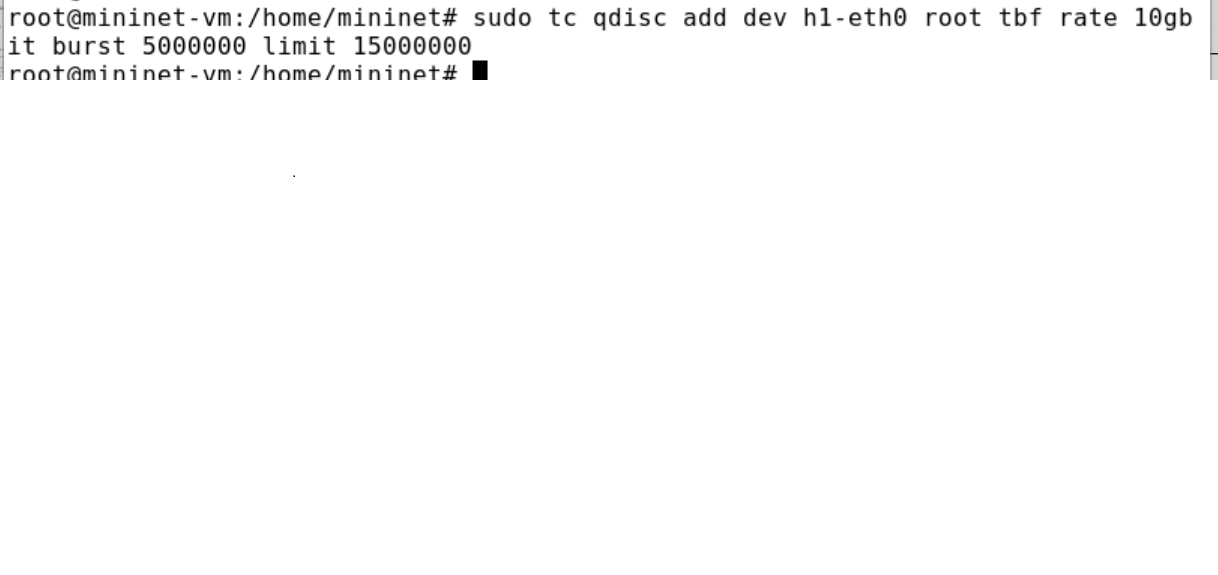 root@mininet-vm:/home/mininet# sudo tc qdisc add dev h1-eth0 root tbf rate 10gb
it burst 5000000 limit 15000000
root@mininet-vm:/home/mininet#